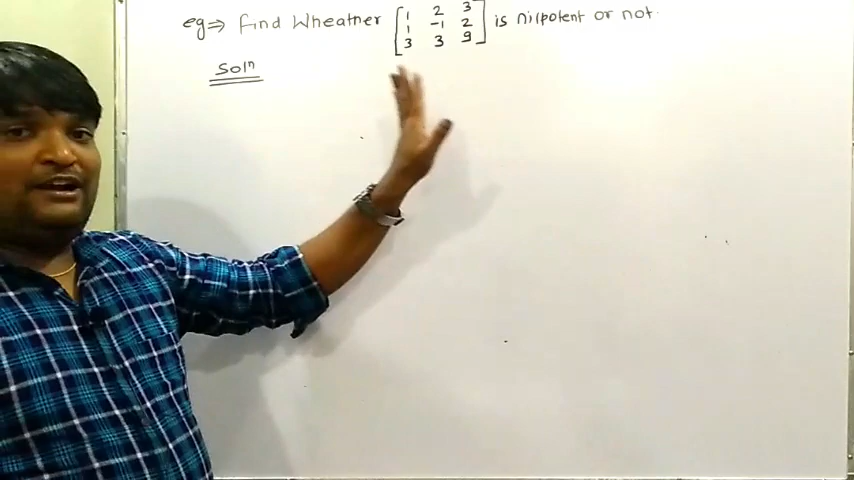 eg⇒ Find Wheather [1 2 3
1 -1 2
3 3 9] is nilpotent or not.
Solⁿ